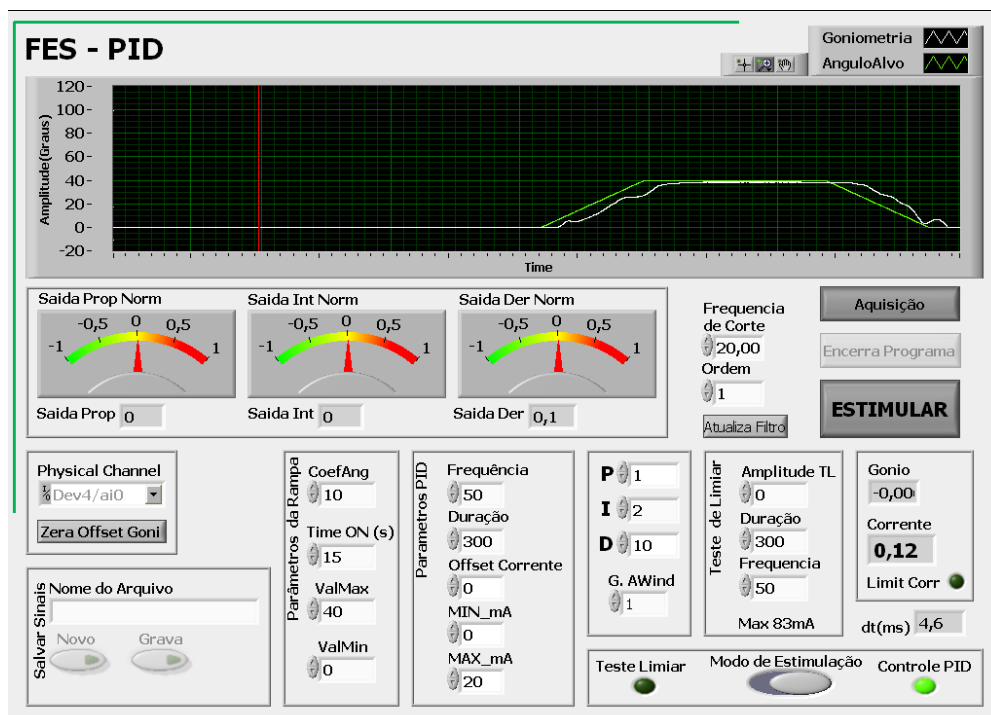 FES - PID
Goniometria
AnguloAlvo
Amplitude(Graus)
120
100
80
60
40
20
0
-20
Time
Saida Prop Norm
-1 -0,5 0 0,5 1
Saida Prop 0
Saida Int Norm
-1 -0,5 0 0,5 1
Saida Int 0
Saida Der Norm
-1 -0,5 0 0,5 1
Saida Der 0,1
Frequencia
de Corte
20,00
Ordem
1
Atualiza Filtro
Aquisição
Encerra Programa
ESTIMULAR
Physical Channel
Dev4/ai0
Zera Offset Goni
Salvar Sinais
Nome do Arquivo
Novo Grava
Parâmetros da Rampa
CoefAng
10
Time ON (s)
15
ValMax
40
ValMin
0
Parametros PID
Frequência
50
Duração
300
Offset Corrente
0
MIN_mA
0
MAX_mA
20
P 1
I 2
D 10
G. AWind
1
Teste de Limiar
Amplitude TL
0
Duração
300
Frequencia
50
Max 83mA
Gonio
-0,00
Corrente
0,12
Limit Corr
dt(ms) 4,6
Teste Limiar Modo de Estimulação Controle PID